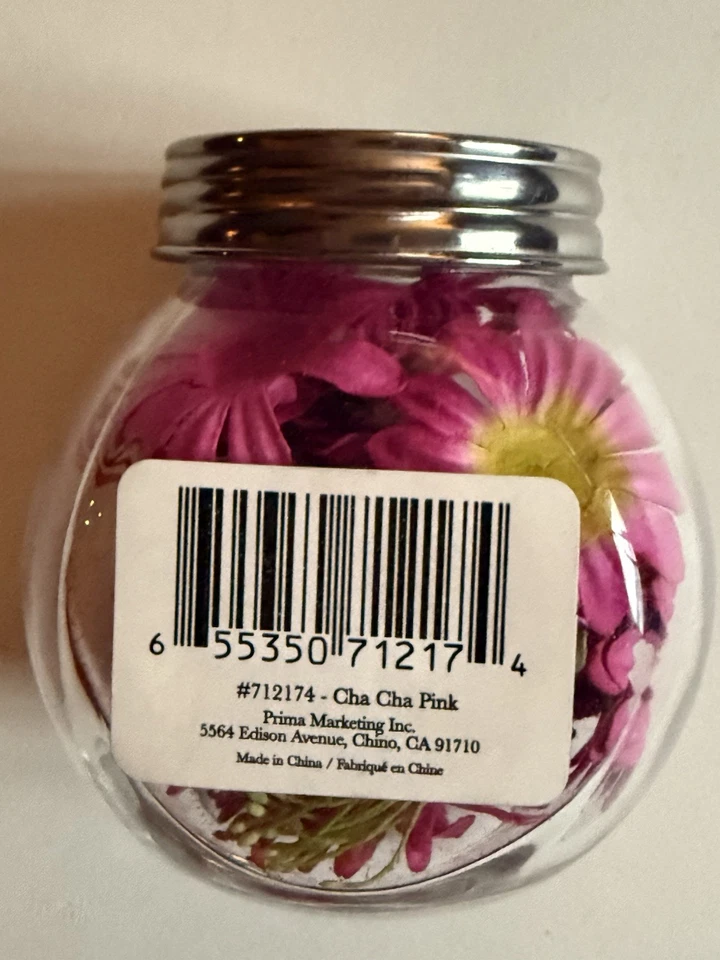 6 55350 71217 4
#712174 - Cha Cha Pink
Prima Marketing Inc.
5564 Edison Avenue, Chino, CA 91710
Made in China / Fabriqué en Chine